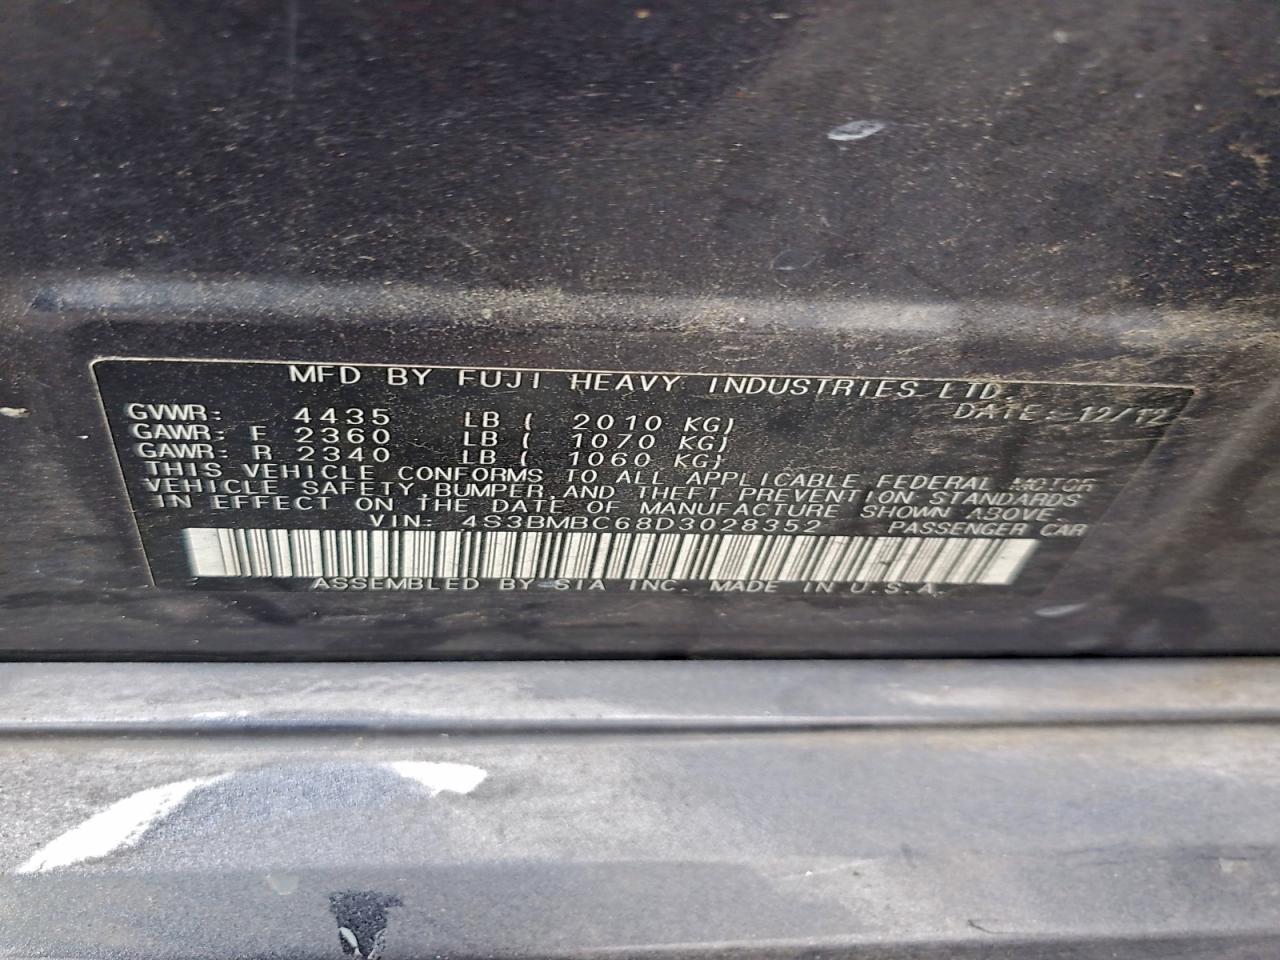 MFD BY FUJI HEAVY INDUSTRIES LTD.
DATE: 12/12
GVWR: 4435 LB ( 2010 KG)
GAWR: F 2360 LB ( 1070 KG)
GAWR: R 2340 LB ( 1060 KG)
THIS VEHICLE CONFORMS TO ALL APPLICABLE FEDERAL MOTOR
VEHICLE SAFETY,BUMPER,AND THEFT PREVENTION STANDARDS
IN EFFECT ON THE DATE OF MANUFACTURE SHOWN ABOVE
VIN: 4S3BMBC68D3028352 PASSENGER CAR
ASSEMBLED BY SIA INC. MADE IN U.S.A.